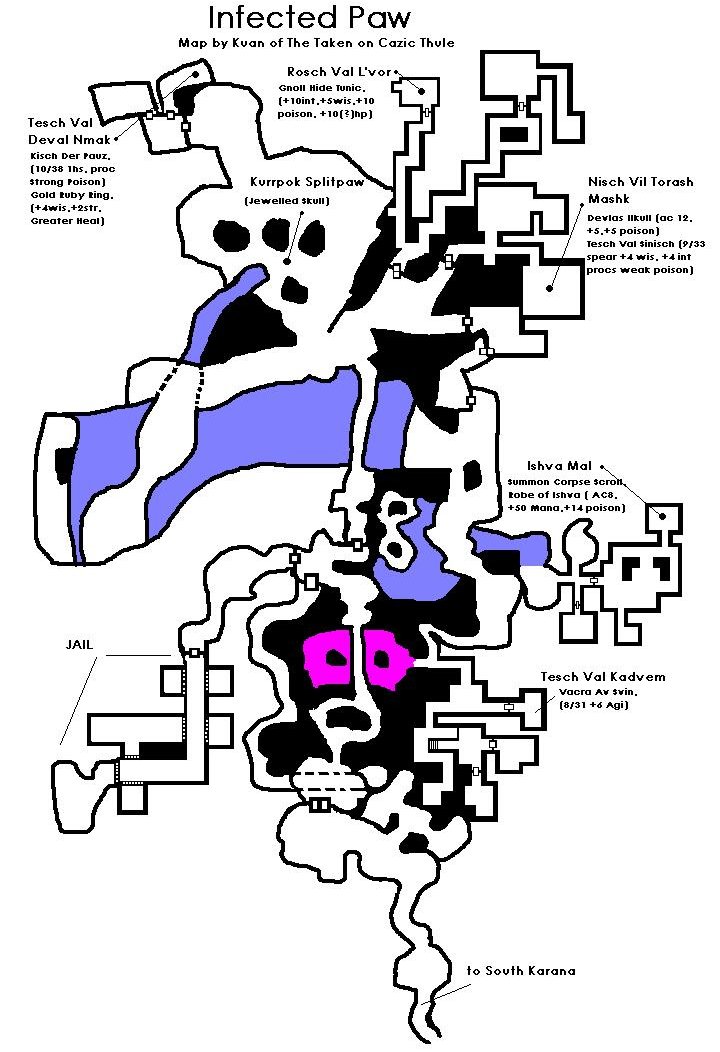 Infected Paw
Map by Kuan of The Taken on Cazic Thule
Rosch Val L'vor
Gnoll Hide Tunic,
(+10int,+5wis,+10
poison, +10(?)hp)
Tesch Val
Deval Nmak
Kisch Der Pauz,
(10/38 1hs, proc
Strong Poison)
Gold Ruby Ring,
(+4wis,+2str,
Greater Heal)
Kurrpok Splitpaw
(Jewelled Skull)
Nisch Vil Torash
Mashk
Devlas Ilkull (ac 12,
+5,+5 poison)
Tesch Val Sinisch (9/33
spear +4 wis, +4 int
procs weak poison)
Ishva Mal
Summon Corpse Scroll,
Robe of Ishva ( AC8,
+50 Mana,+14 poison)
JAIL
Tesch Val Kadvem
Vacra Av Svin,
(8/31 +6 Agi)
to South Karana